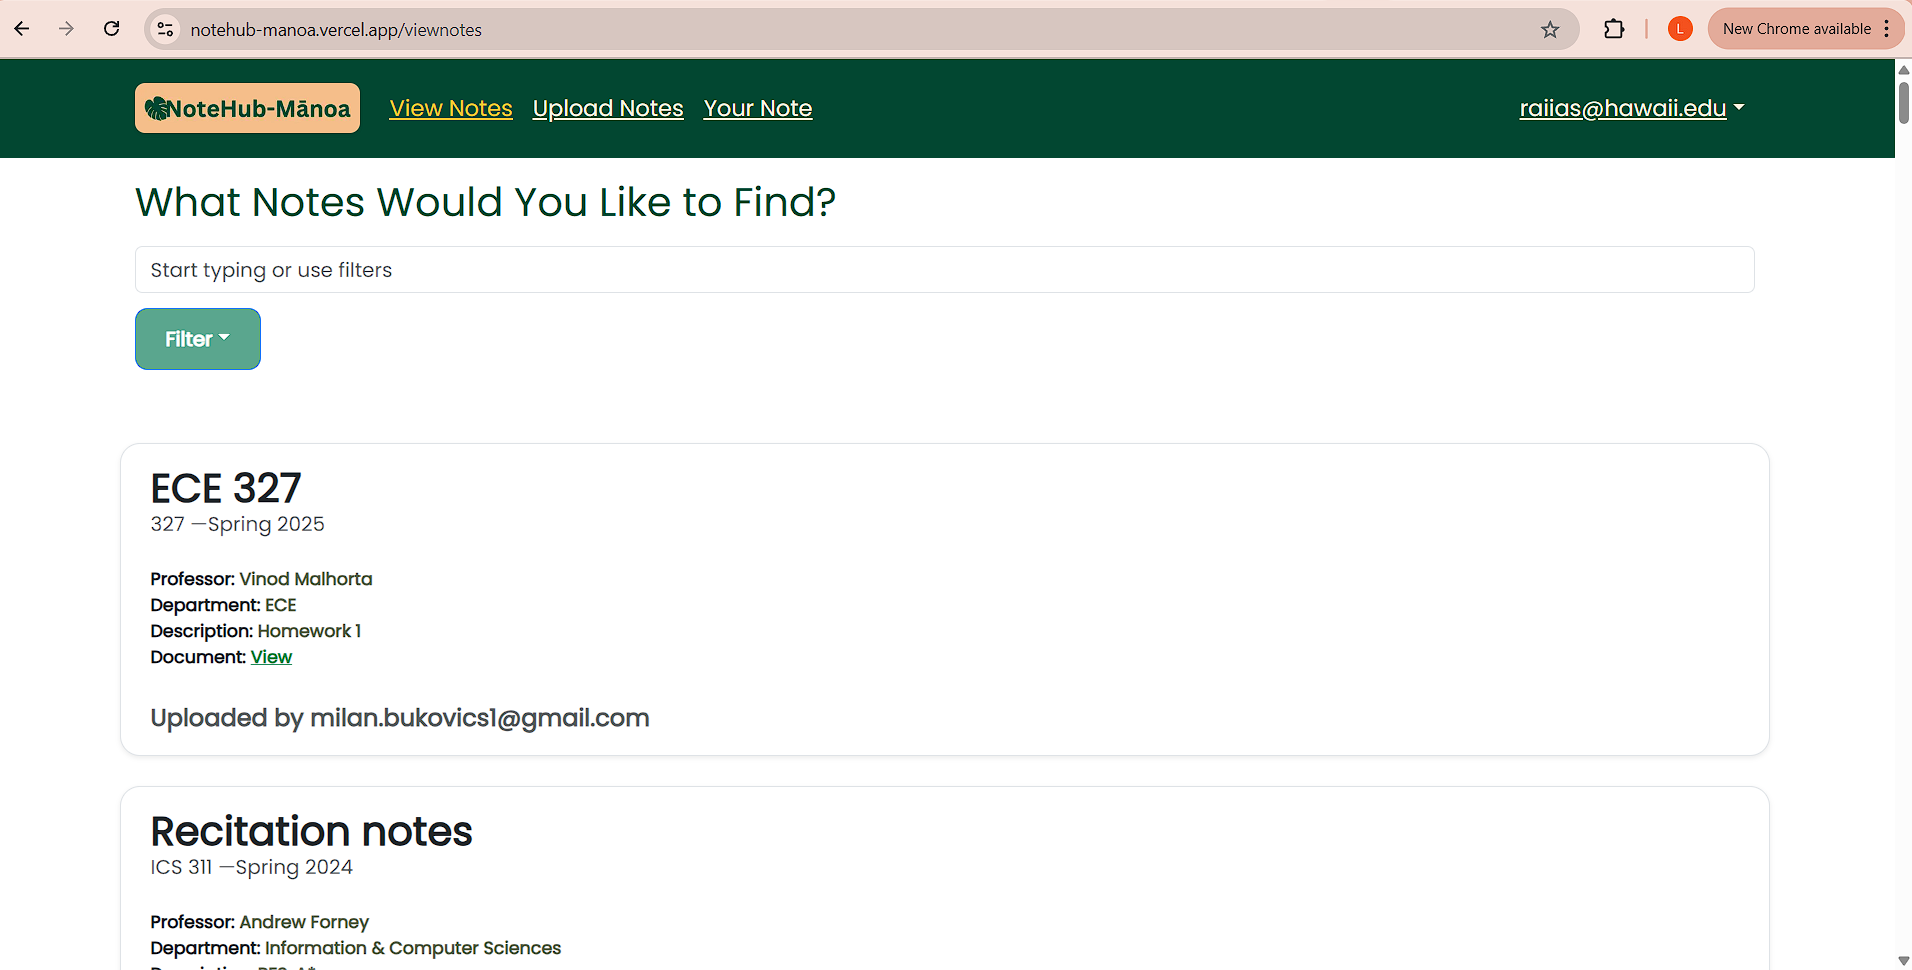 notehub-manoa.vercel.app/viewnotes
L
New Chrome available
NoteHub-Mānoa
View Notes
Upload Notes
Your Note
raiias@hawaii.edu
What Notes Would You Like to Find?
Start typing or use filters
Filter
ECE 327
327 —Spring 2025
Professor: Vinod Malhorta
Department: ECE
Description: Homework 1
Document: View
Uploaded by milan.bukovics1@gmail.com
Recitation notes
ICS 311 —Spring 2024
Professor: Andrew Forney
Department: Information & Computer Sciences